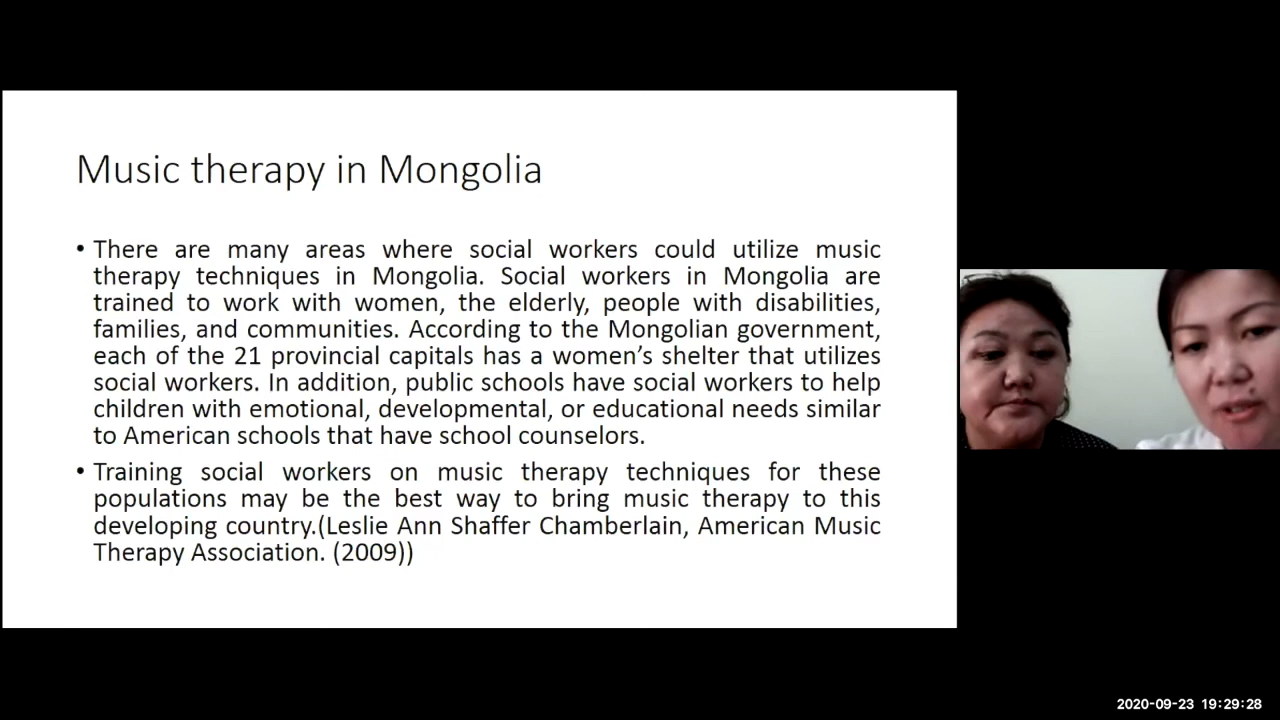 Music therapy in Mongolia
• There are many areas where social workers could utilize music
therapy techniques in Mongolia. Social workers in Mongolia are
trained to work with women, the elderly, people with disabilities,
families, and communities. According to the Mongolian government,
each of the 21 provincial capitals has a women’s shelter that utilizes
social workers. In addition, public schools have social workers to help
children with emotional, developmental, or educational needs similar
to American schools that have school counselors.
• Training social workers on music therapy techniques for these
populations may be the best way to bring music therapy to this
developing country.(Leslie Ann Shaffer Chamberlain, American Music
Therapy Association. (2009))
2020-09-23 19:29:28